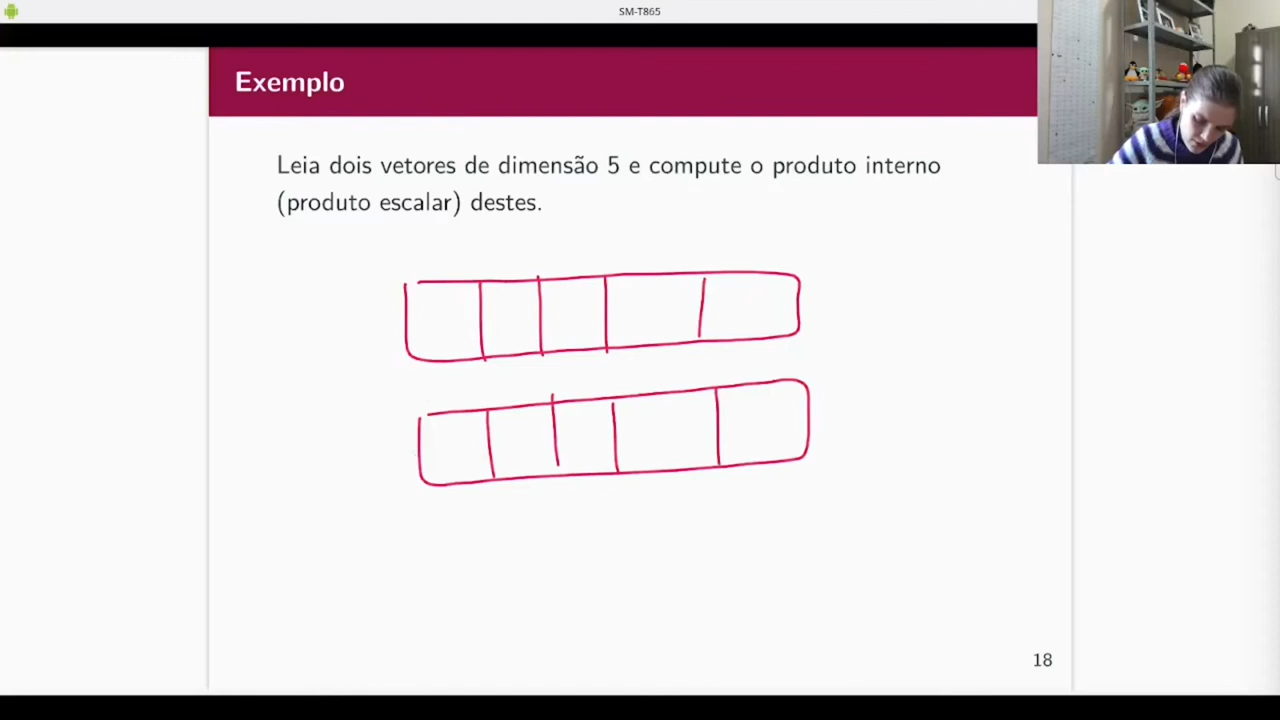 SM-T865
Exemplo
Leia dois vetores de dimensão 5 e compute o produto interno
(produto escalar) destes.
18